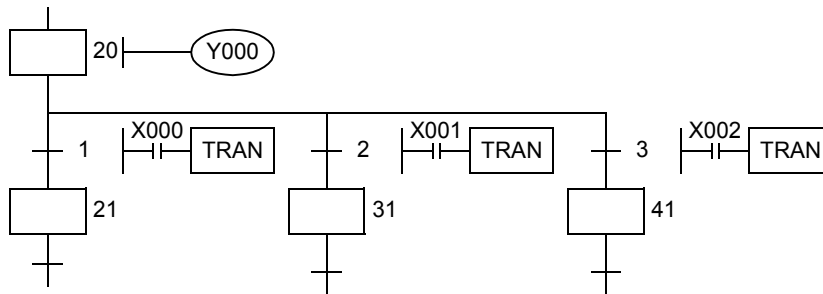 20 Y000
X000 X001 X002
1 TRAN 2 TRAN 3 TRAN
21 31 41